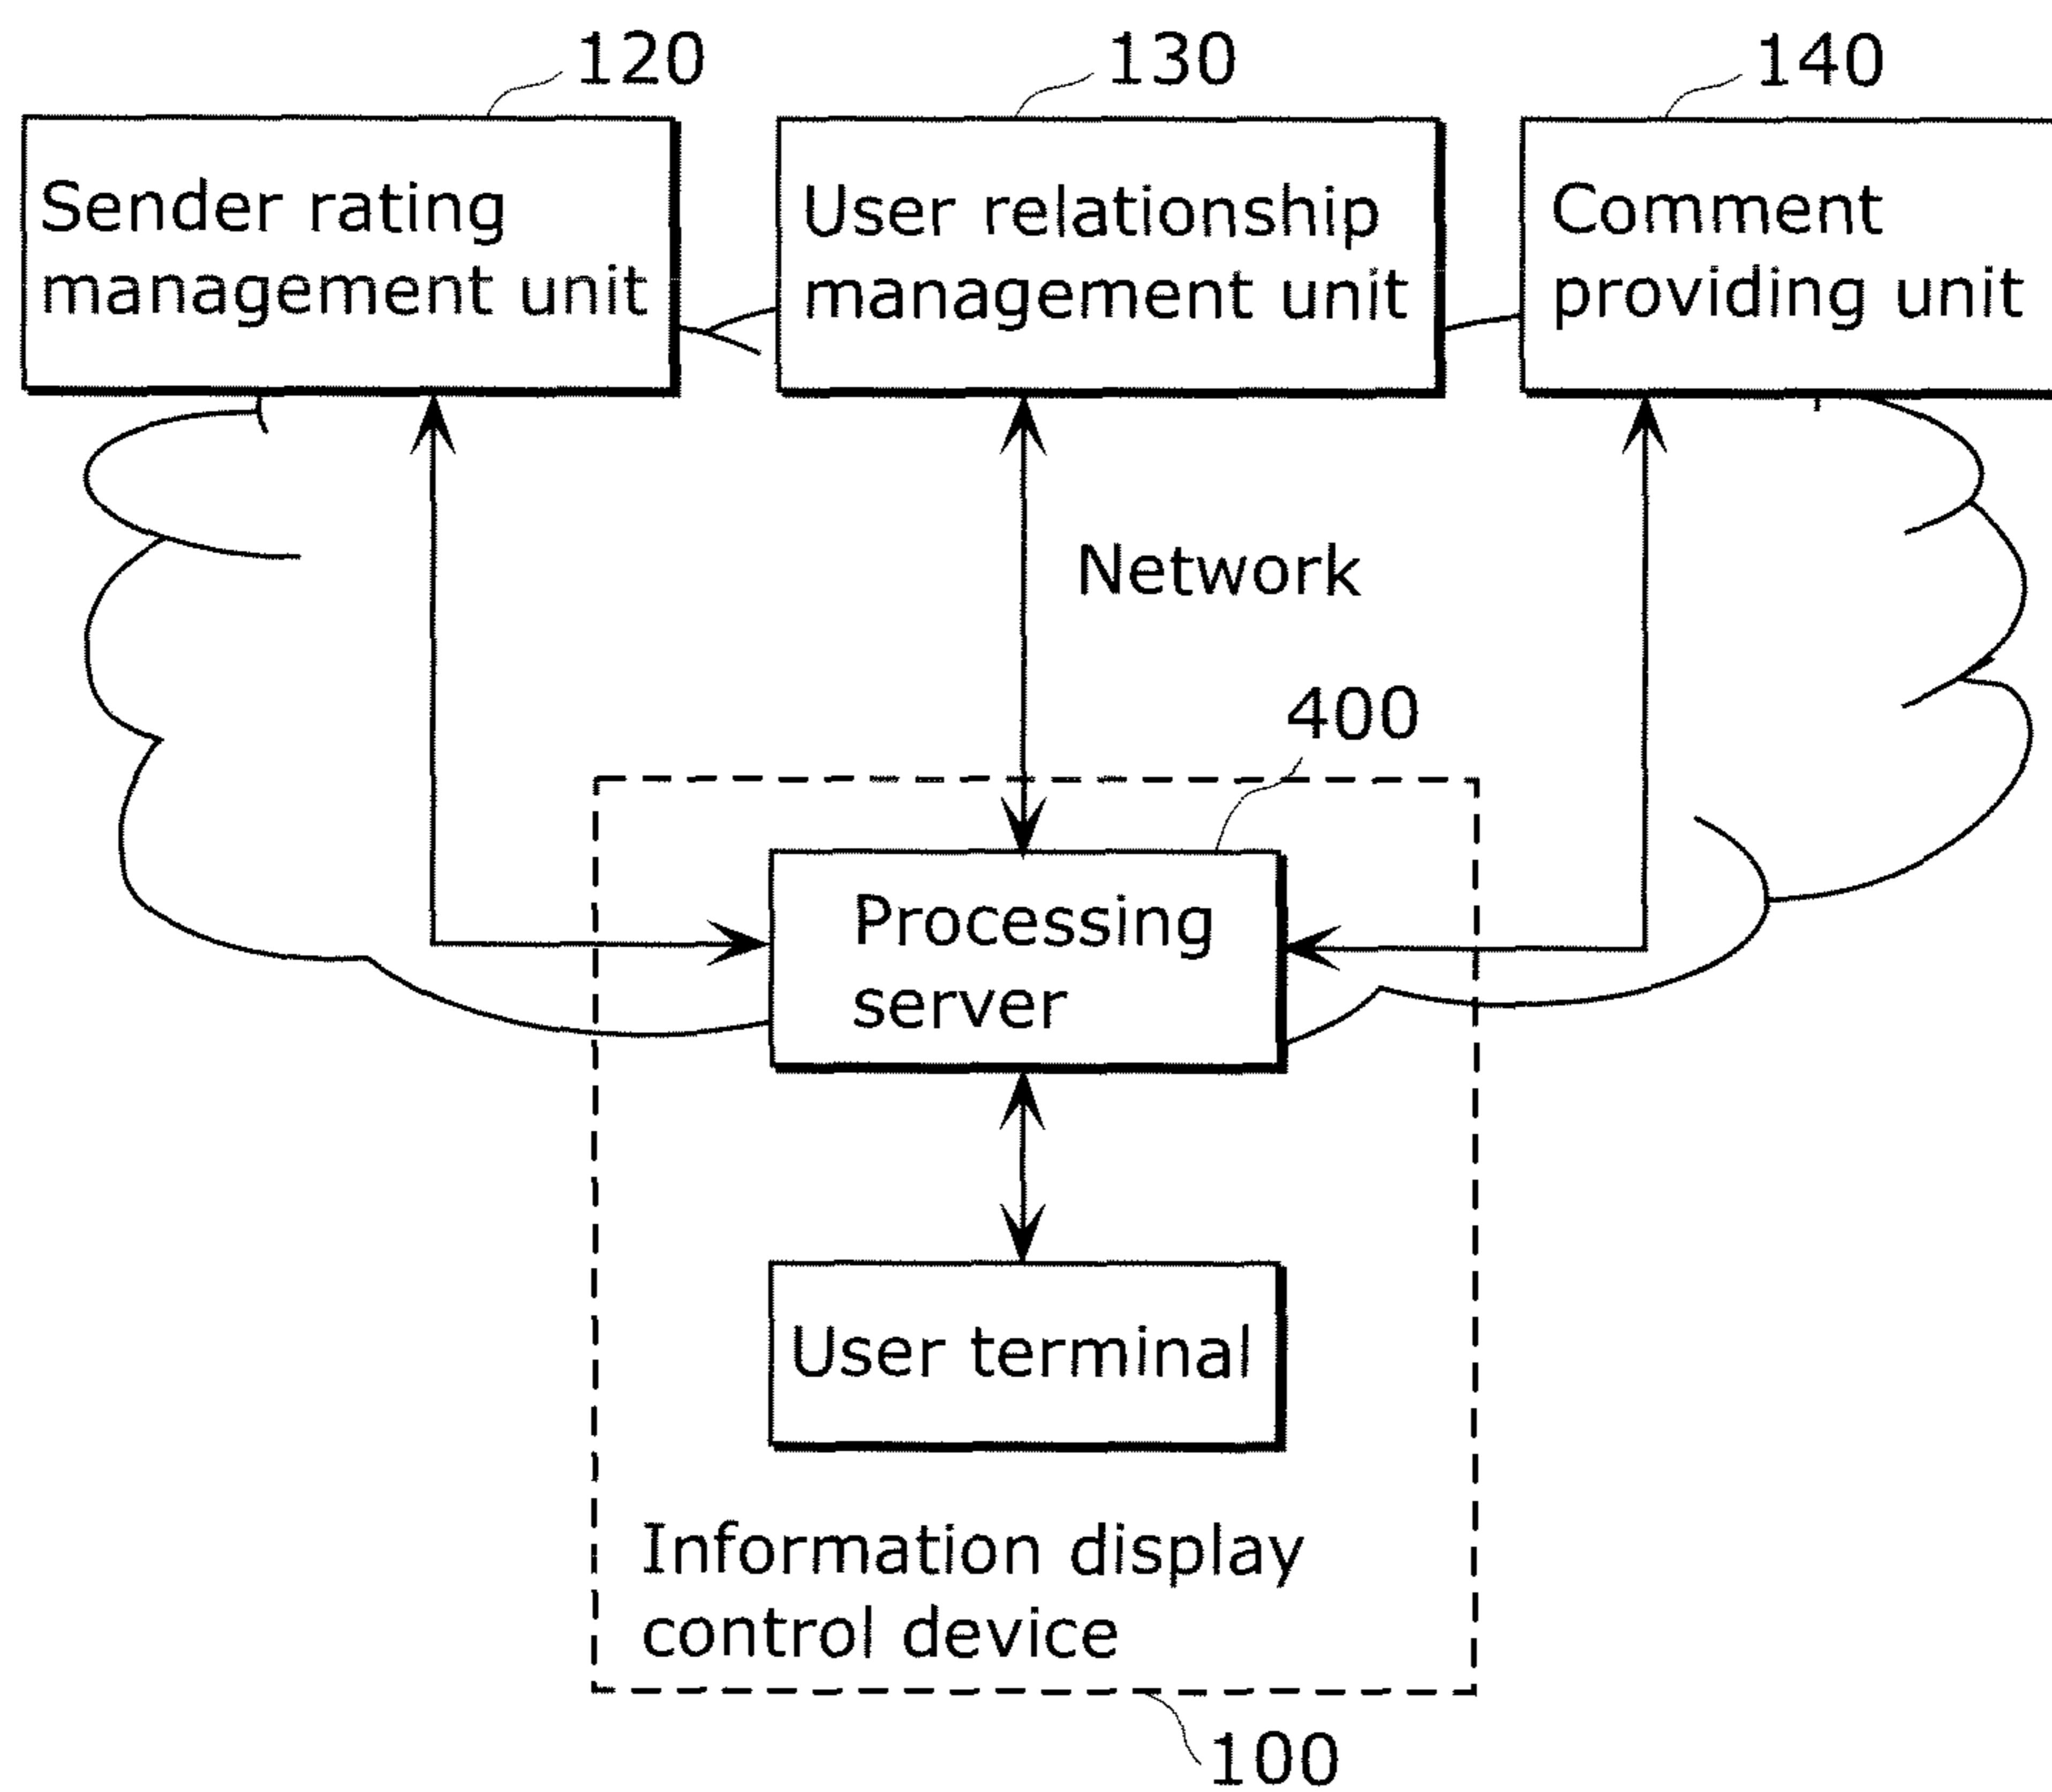 120
130
140
Sender rating
management unit
User relationship
management unit
Comment
providing unit
Network
400
Processing
server
User terminal
Information display
control device
100